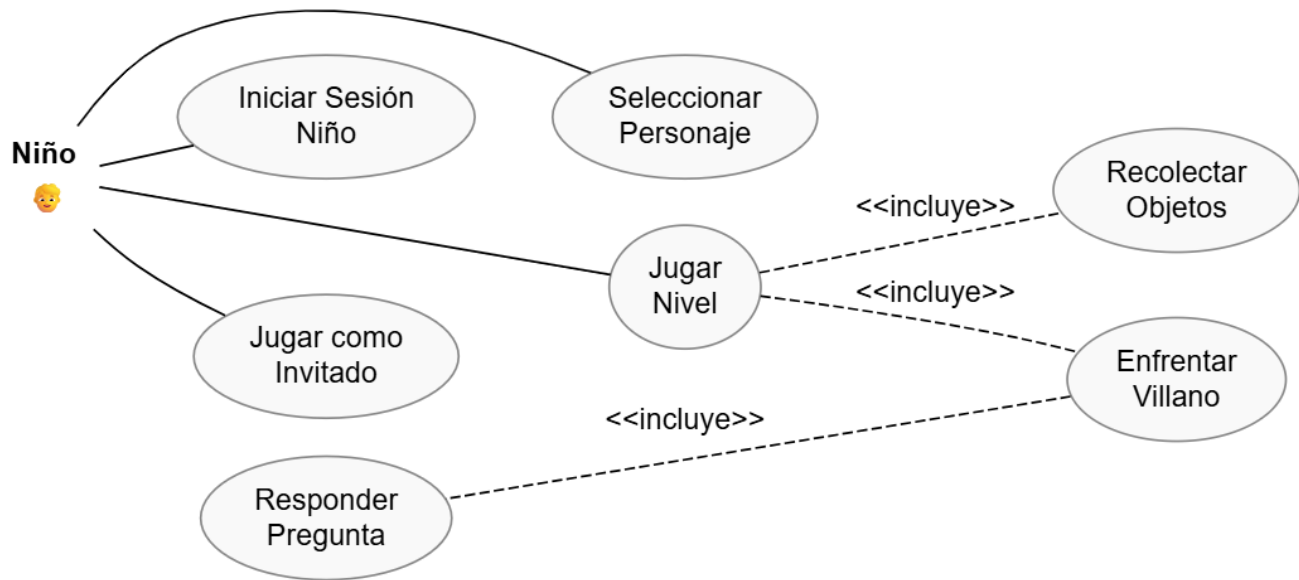 Iniciar Sesión
Niño
Seleccionar
Personaje
Niño
Recolectar
Objetos
<<incluye>>
Jugar
Nivel
<<incluye>>
Jugar como
Invitado
Enfrentar
Villano
<<incluye>>
Responder
Pregunta